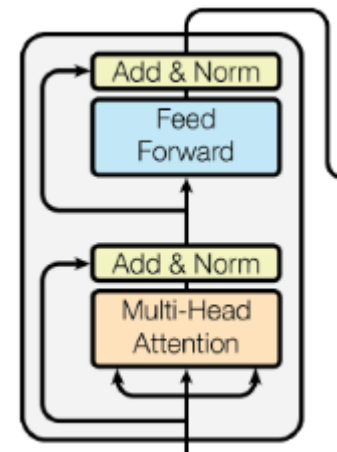 Add & Norm
Feed
Forward
Add & Norm
Multi-Head
Attention